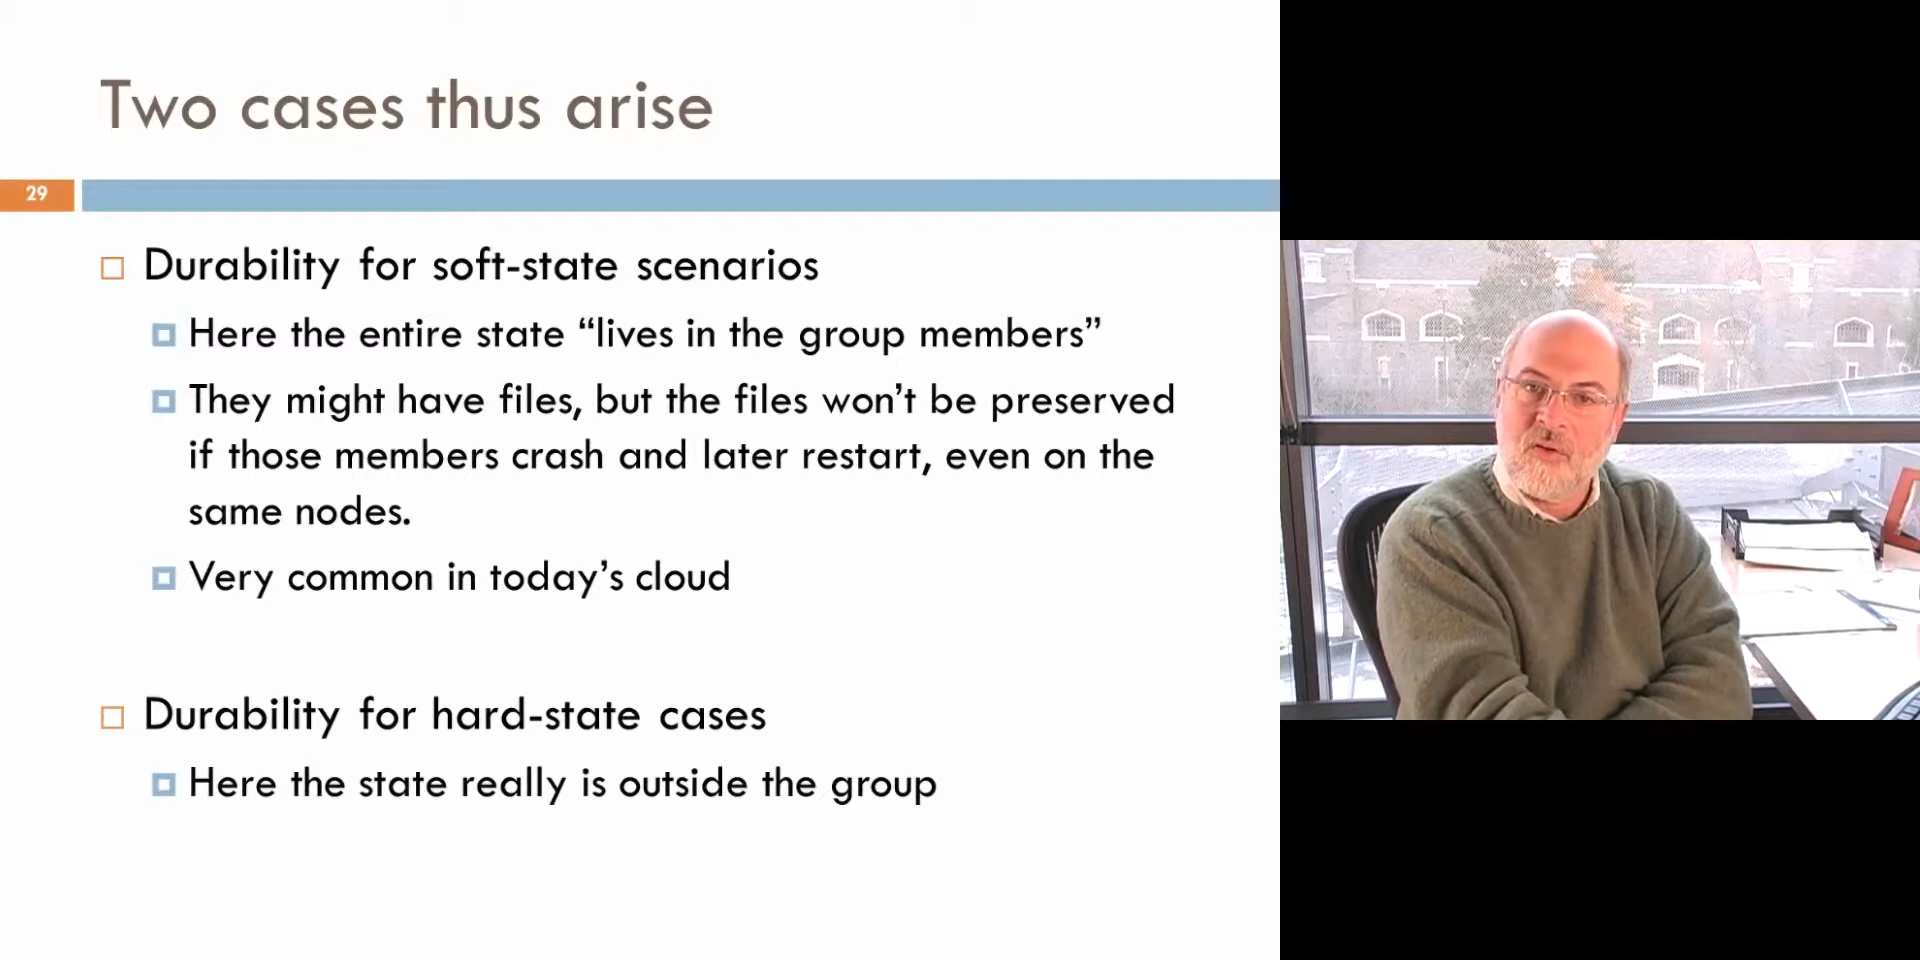 Two cases thus arise
29
Durability for soft-state scenarios
Here the entire state “lives in the group members”
They might have files, but the files won’t be preserved
if those members crash and later restart, even on the
same nodes.
Very common in today’s cloud
Durability for hard-state cases
Here the state really is outside the group